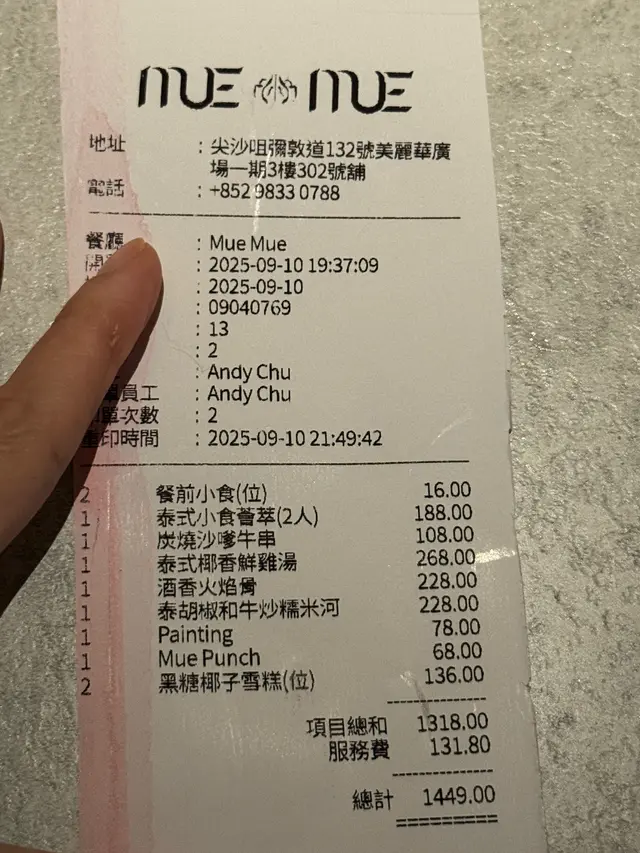 MUE MUE
地址 : 尖沙咀彌敦道132號美麗華廣
場一期3樓302號舖
電話 : +852 9833 0788
餐廳 : Mue Mue
: 2025-09-10 19:37:09
: 2025-09-10
: 09040769
: 13
: 2
: Andy Chu
員工 : Andy Chu
單次數 : 2
印時間 : 2025-09-10 21:49:42
2 餐前小食(位) 16.00
1 泰式小食薈萃(2人) 188.00
1 炭燒沙嗲牛串 108.00
1 泰式椰香鮮雞湯 268.00
1 酒香火焰骨 228.00
1 泰胡椒和牛炒糯米河 228.00
1 Painting 78.00
1 Mue Punch 68.00
2 黑糖椰子雪糕(位) 136.00
項目總和 1318.00
服務費 131.80
總計 1449.00